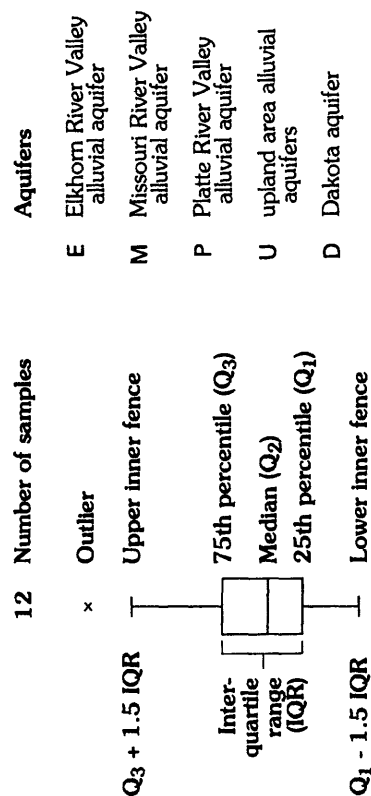 12 Number of samples
× Outlier
Q3 + 1.5 IQR
Upper inner fence
Inter-
quartile
range
(IQR)
75th percentile (Q3)
Median (Q2)
25th percentile (Q1)
Q1 - 1.5 IQR
Lower inner fence
Aquifers
E Elkhorn River Valley
alluvial aquifer
M Missouri River Valley
alluvial aquifer
P Platte River Valley
alluvial aquifer
U upland area alluvial
aquifers
D Dakota aquifer